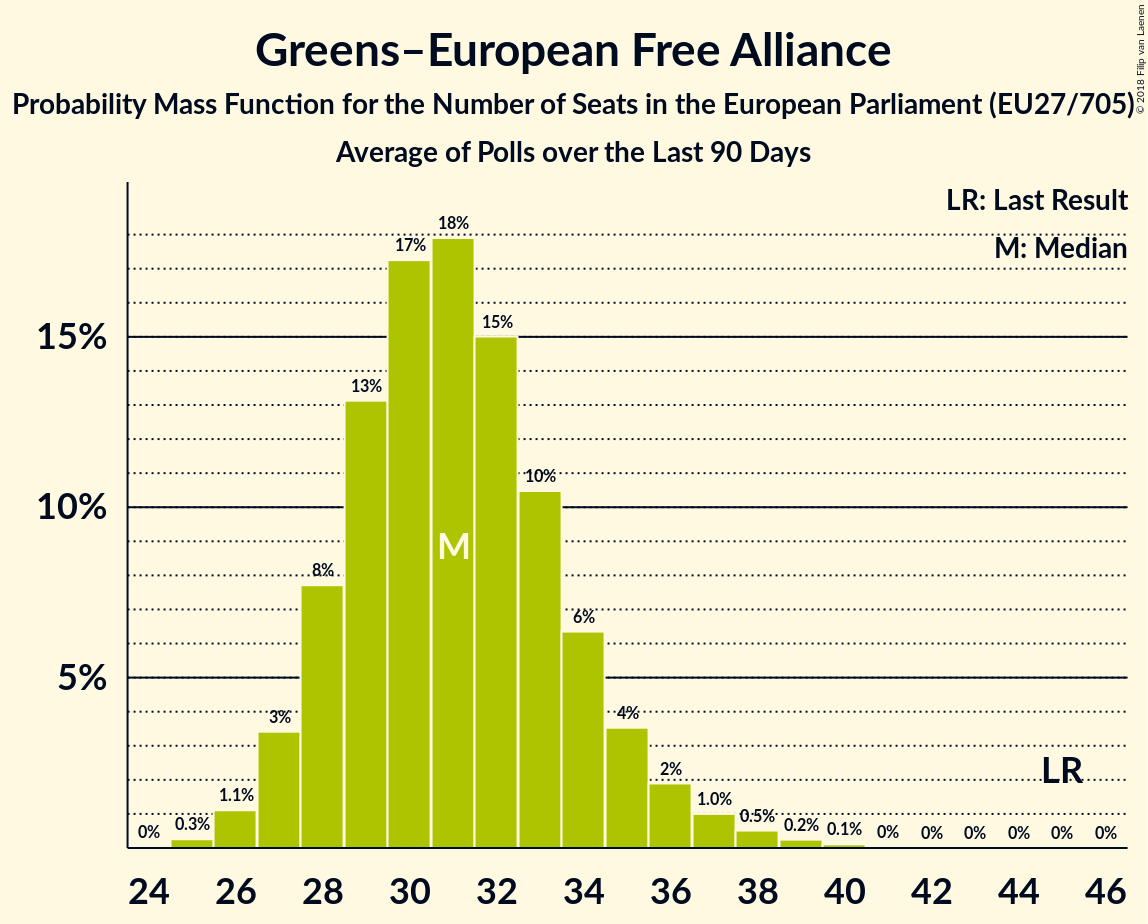 Greens–European Free Alliance
Probability Mass Function for the Number of Seats in the European Parliament (EU27/705)
Average of Polls over the Last 90 Days
© 2018 Filip van Laenen
LR: Last Result
M: Median
18%
17%
15%
15%
13%
10%
10%
M
8%
6%
5%
4%
3%
2%
LR
1.1%
1.0%
0.5%
0%
0.3%
0.2%
0.1%
0%
0%
0%
0%
0%
0%
24 26 28 30 32 34 36 38 40 42 44 46